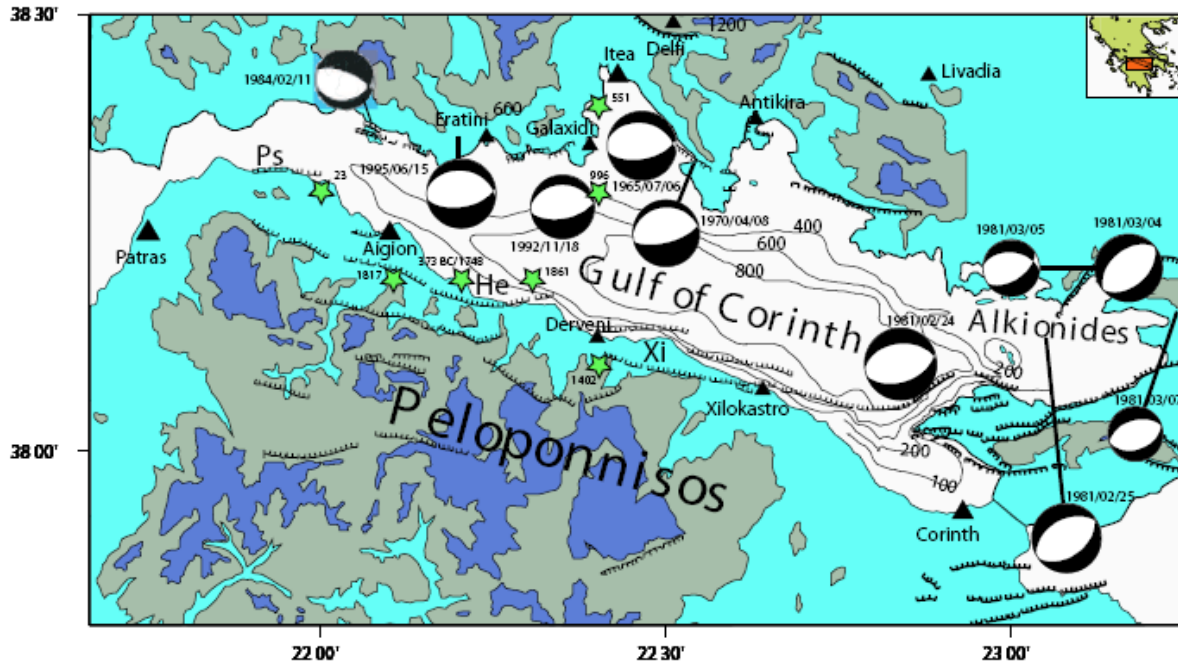 38 30'
1200
Delfi
Itea
1984/02/11
Livadia
551
600
Antikira
Eratini
Galaxidi
Ps
1995/06/15
23
996
1965/07/06
1970/04/08
400
1981/03/05
1981/03/04
Patras
Aigion
1992/11/18
600
373 BC/1748
1817
1861
800
He
Gulf of Corinth
Alkionides
1981/02/24
Derveni
Xi
200
1402
Peloponnisos
Xilokastro
1981/03/07
38 00'
200
100
1981/02/25
Corinth
22 00'
22 30'
23 00'